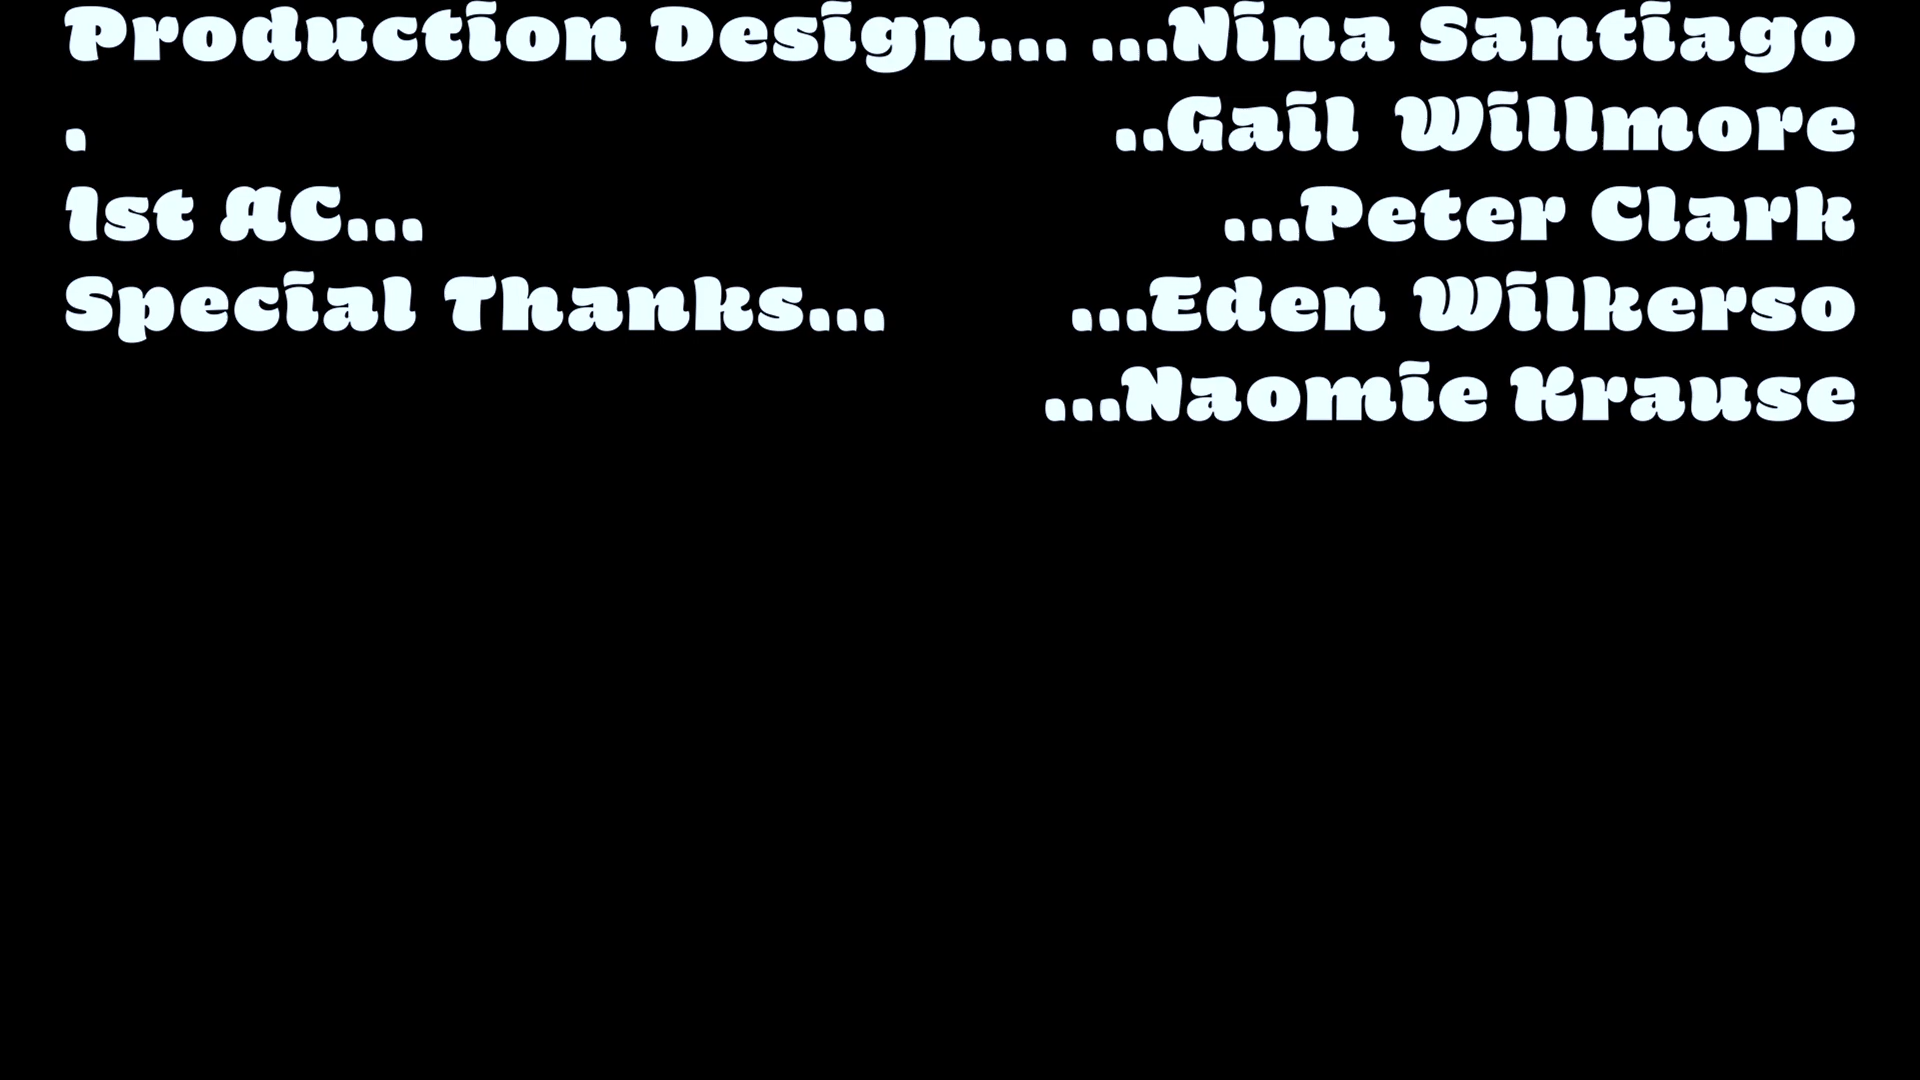 Production Design... ...Nina Santiago
. ..Gail Willmore
1st AC... ...Peter Clark
Special Thanks... ...Eden Wilkerso
...Naomie Krause